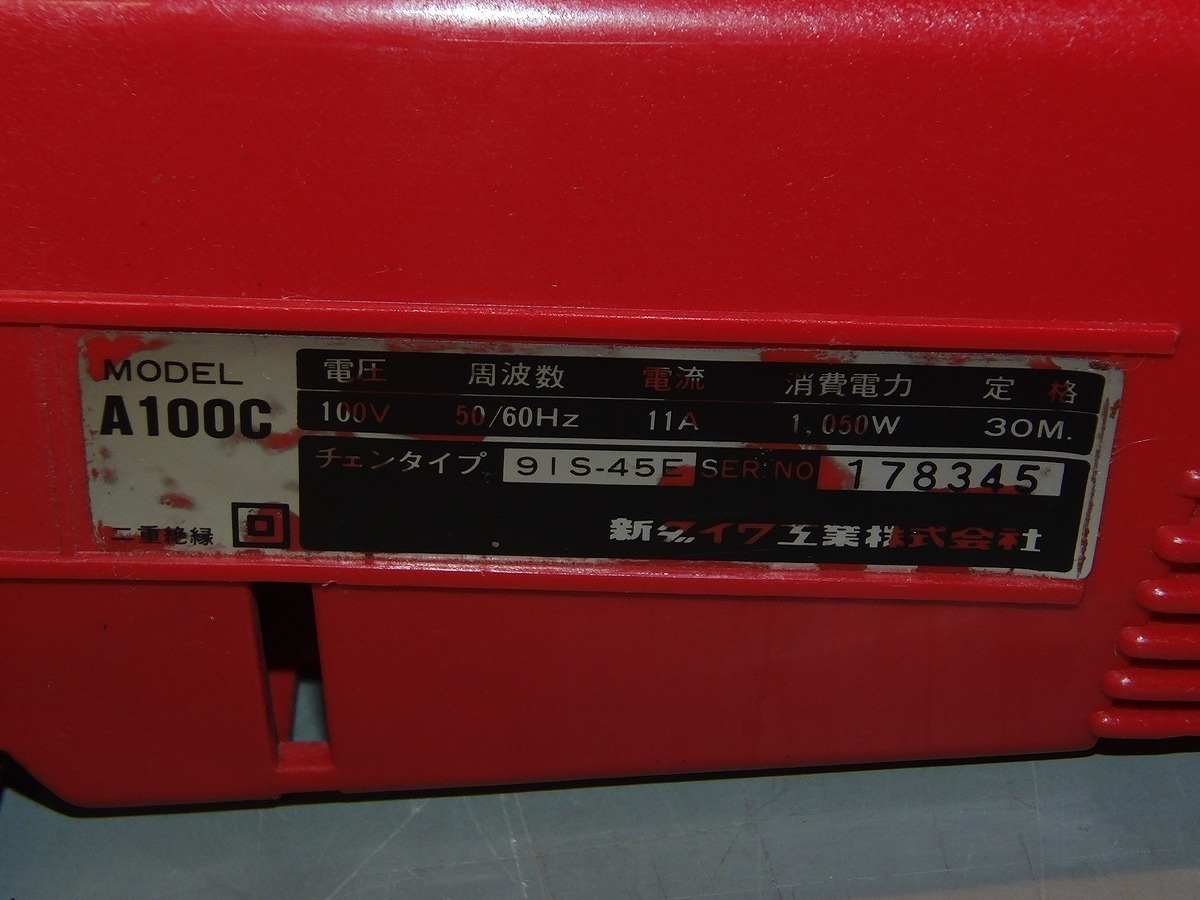 MODEL
A100C
二重絶縁
電圧 周波数 電流 消費電力 定格
100V 50/60Hz 11A 1,050W 30M.
チェンタイプ 91S-45E SER.NO 178345
新ダイワ工業株式会社